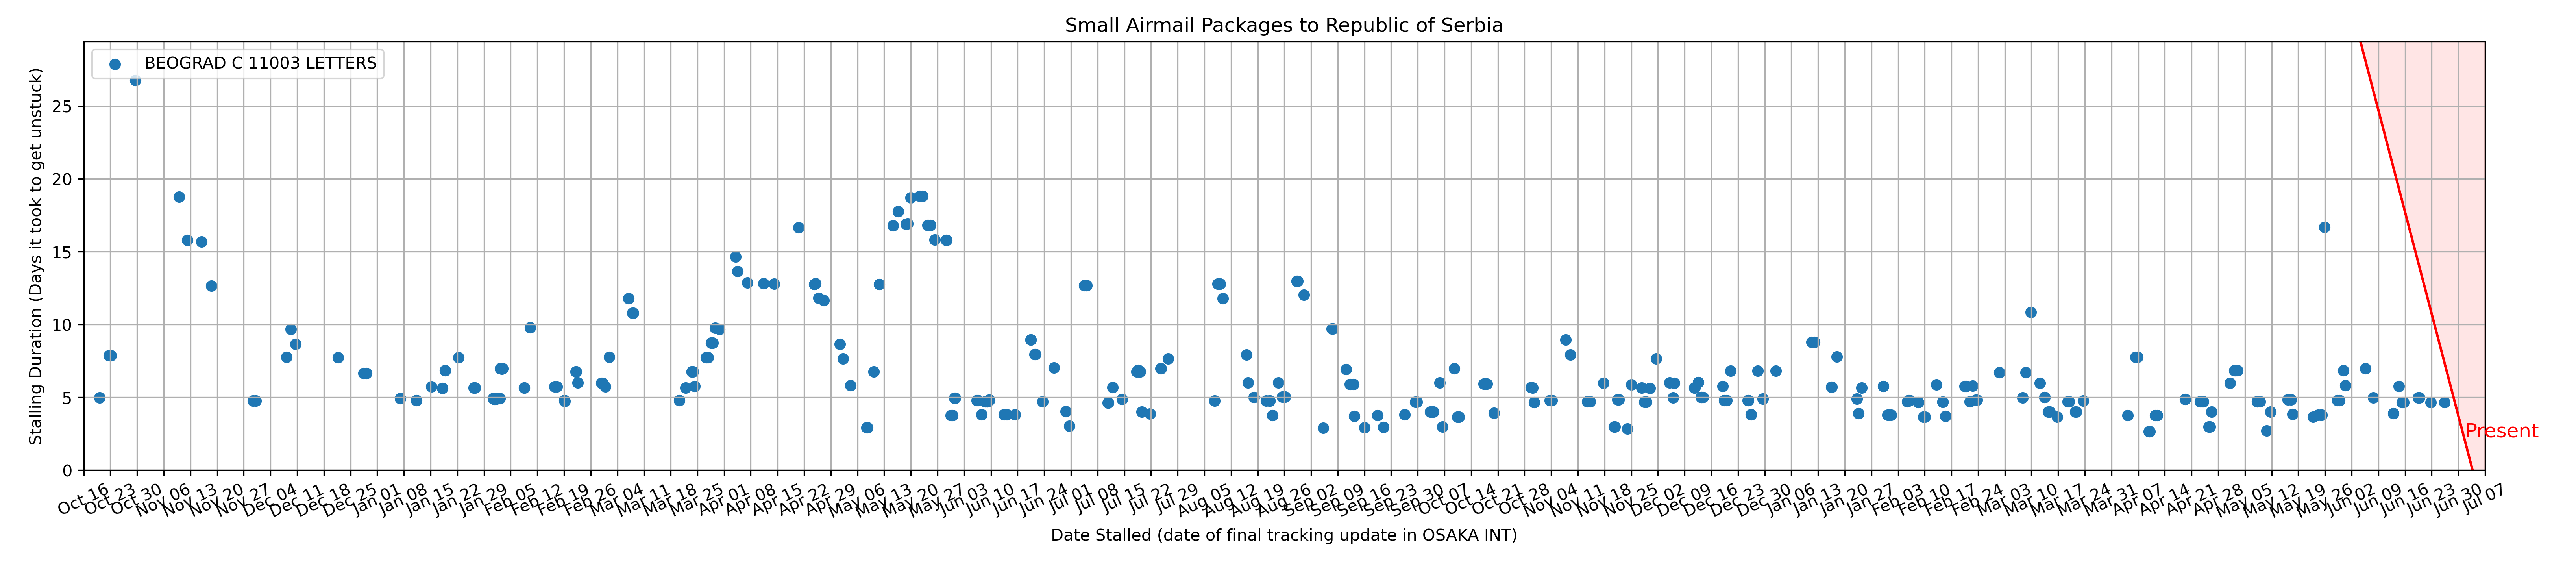 Small Airmail Packages to Republic of Serbia
BEOGRAD C 11003 LETTERS
Stalling Duration (Days it took to get unstuck)
25
20
15
10
5
0
Present
Oct 16
Oct 23
Oct 30
Nov 06
Nov 13
Nov 20
Nov 27
Dec 04
Dec 11
Dec 18
Dec 25
Jan 01
Jan 08
Jan 15
Jan 22
Jan 29
Feb 05
Feb 12
Feb 19
Feb 26
Mar 04
Mar 11
Mar 18
Mar 25
Apr 01
Apr 08
Apr 15
Apr 22
Apr 29
May 06
May 13
May 20
May 27
Jun 03
Jun 10
Jun 17
Jun 24
Jul 01
Jul 08
Jul 15
Jul 22
Jul 29
Aug 05
Aug 12
Aug 19
Aug 26
Sep 02
Sep 09
Sep 16
Sep 23
Sep 30
Oct 07
Oct 14
Oct 21
Oct 28
Nov 04
Nov 11
Nov 18
Nov 25
Dec 02
Dec 09
Dec 16
Dec 23
Dec 30
Jan 06
Jan 13
Jan 20
Jan 27
Feb 03
Feb 10
Feb 17
Feb 24
Mar 03
Mar 10
Mar 17
Mar 24
Mar 31
Apr 07
Apr 14
Apr 21
Apr 28
May 05
May 12
May 19
May 26
Jun 02
Jun 09
Jun 16
Jun 23
Jun 30
Jul 07
Date Stalled (date of final tracking update in OSAKA INT)